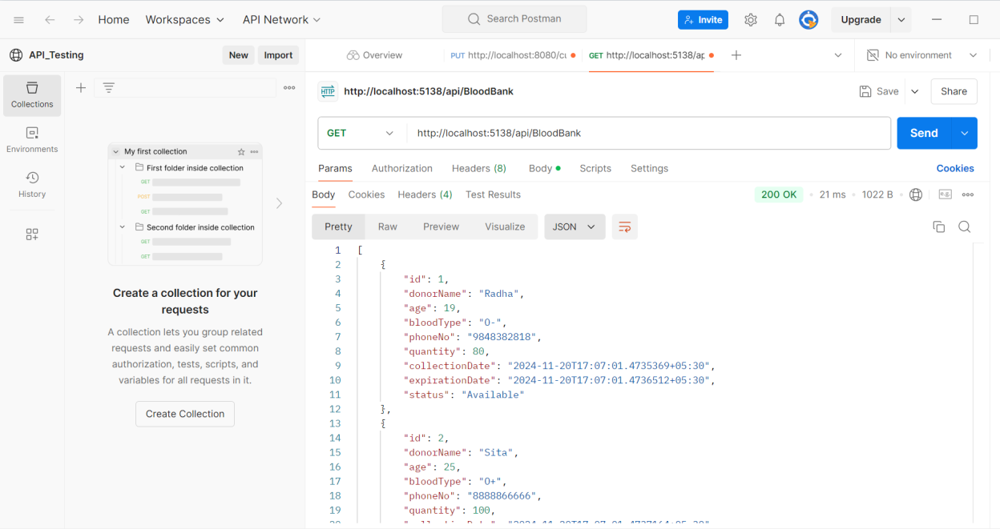 Home Workspaces API Network Search Postman Invite Upgrade
API_Testing New Import Overview PUT http://localhost:8080/cu GET http://localhost:5138/ap No environment
Collections
Environments
History
My first collection
First folder inside collection
GET
POST
GET
Second folder inside collection
GET
GET
Create a collection for your
requests
A collection lets you group related
requests and easily set common
authorization, tests, scripts, and
variables for all requests in it.
Create Collection
HTTP http://localhost:5138/api/BloodBank Save Share
GET http://localhost:5138/api/BloodBank Send
Params Authorization Headers (8) Body Scripts Settings Cookies
Body Cookies Headers (4) Test Results 200 OK 21 ms 1022 B e.g.
Pretty Raw Preview Visualize JSON
1 [
2 {
3 "id": 1,
4 "donorName": "Radha",
5 "age": 19,
6 "bloodType": "O-",
7 "phoneNo": "9848382818",
8 "quantity": 80,
9 "collectionDate": "2024-11-20T17:07:01.4735369+05:30",
10 "expirationDate": "2024-11-20T17:07:01.4736512+05:30",
11 "status": "Available"
12 },
13 {
14 "id": 2,
15 "donorName": "Sita",
16 "age": 25,
17 "bloodType": "O+",
18 "phoneNo": "8888866666",
19 "quantity": 100,